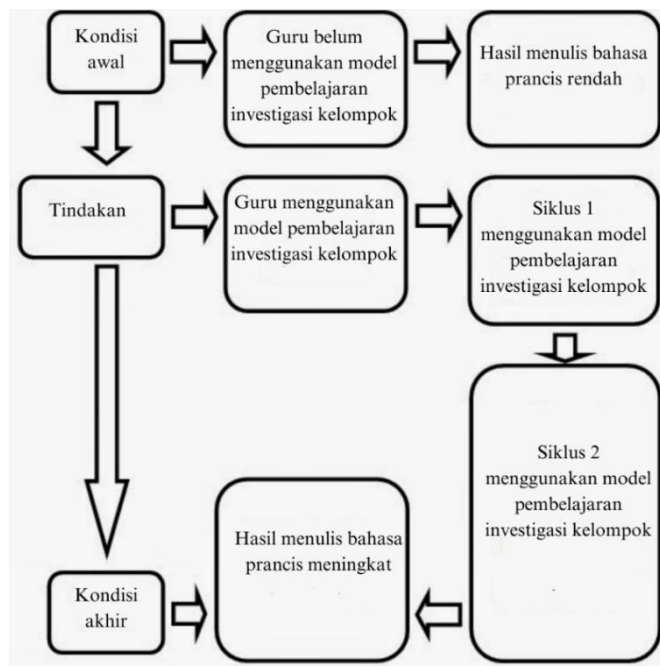 Kondisi
awal
Guru belum
menggunakan model
pembelajaran
investigasi kelompok
Hasil menulis bahasa
prancis rendah
Tindakan
Guru menggunakan
model pembelajaran
investigasi kelompok
Siklus 1
menggunakan model
pembelajaran
investigasi kelompok
Siklus 2
menggunakan model
pembelajaran
investigasi kelompok
Hasil menulis bahasa
prancis meningkat
Kondisi
akhir